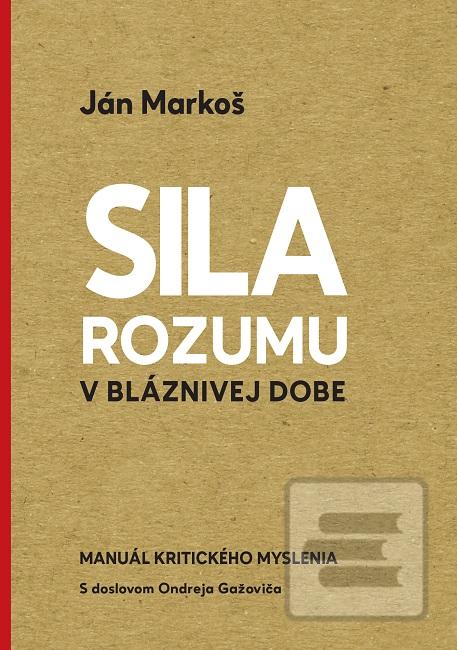 Ján Markoš
SILA
ROZUMU
V BLÁZNIVEJ DOBE
MANUÁL KRITICKÉHO MYSLENIA
S doslovom Ondreja Gažoviča